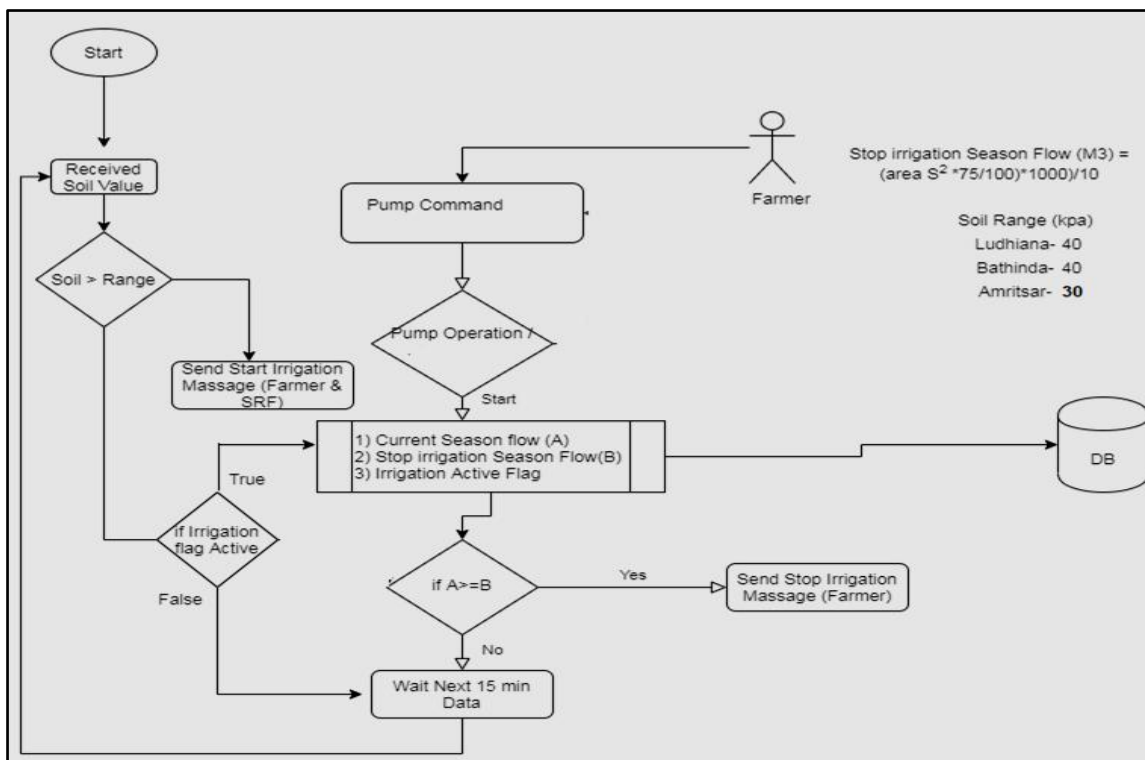 Start
Received
Soil Value
Soil > Range
Send Start Irrigation
Massage (Farmer &
SRF)
Pump Command
Farmer
Stop irrigation Season Flow (M3) =
(area S² *75/100)*1000)/10
Soil Range (kpa)
Ludhiana- 40
Bathinda- 40
Amritsar- 30
Pump Operation /
Start
1) Current Season flow (A)
2) Stop irrigation Season Flow(B)
3) Irrigation Active Flag
DB
True
if Irrigation
flag Active
False
if A>=B
Yes
Send Stop Irrigation
Massage (Farmer)
No
Wait Next 15 min
Data